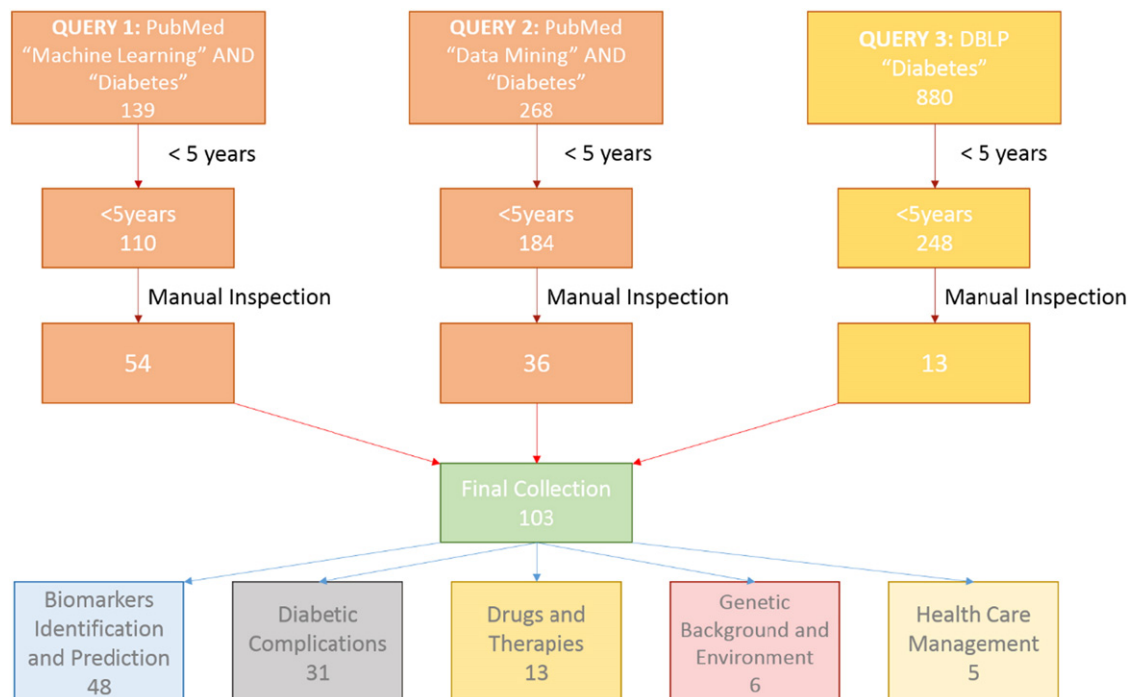 QUERY 1: PubMed
“Machine Learning” AND
“Diabetes”
139
QUERY 2: PubMed
“Data Mining” AND
“Diabetes”
268
QUERY 3: DBLP
“Diabetes”
880
< 5 years
< 5 years
< 5 years
<5years
110
<5years
184
<5years
248
Manual Inspection
Manual Inspection
Manual Inspection
54
36
13
Final Collection
103
Biomarkers
Identification
and Prediction
48
Diabetic
Complications
31
Drugs and
Therapies
13
Genetic
Background and
Environment
6
Health Care
Management
5